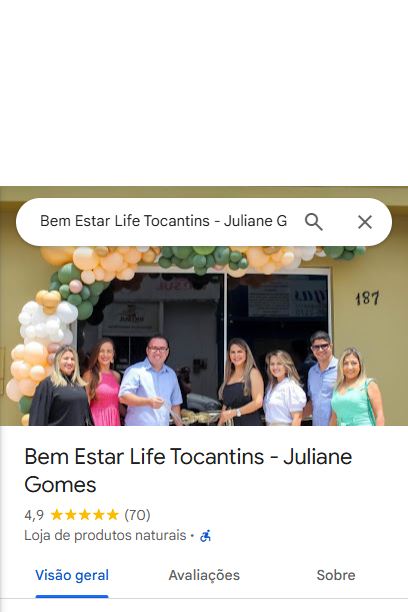 Bem Estar Life Tocantins - Juliane G
187
Bem Estar Life Tocantins - Juliane
Gomes
4,9 ★★★★★ (70)
Loja de produtos naturais ·
Visão geral Avaliações Sobre